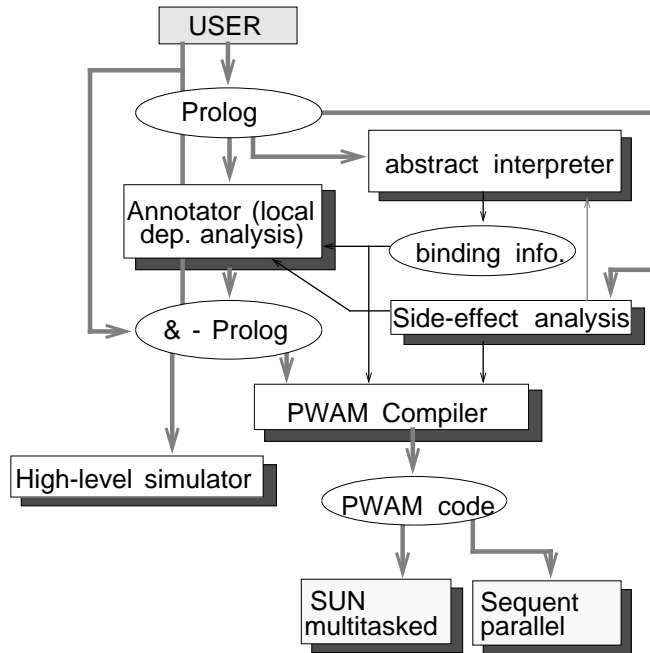 USER
Prolog
abstract interpreter
Annotator (local
dep. analysis)
binding info.
Side-effect analysis
& - Prolog
PWAM Compiler
High-level simulator
PWAM code
SUN
multitasked
Sequent
parallel